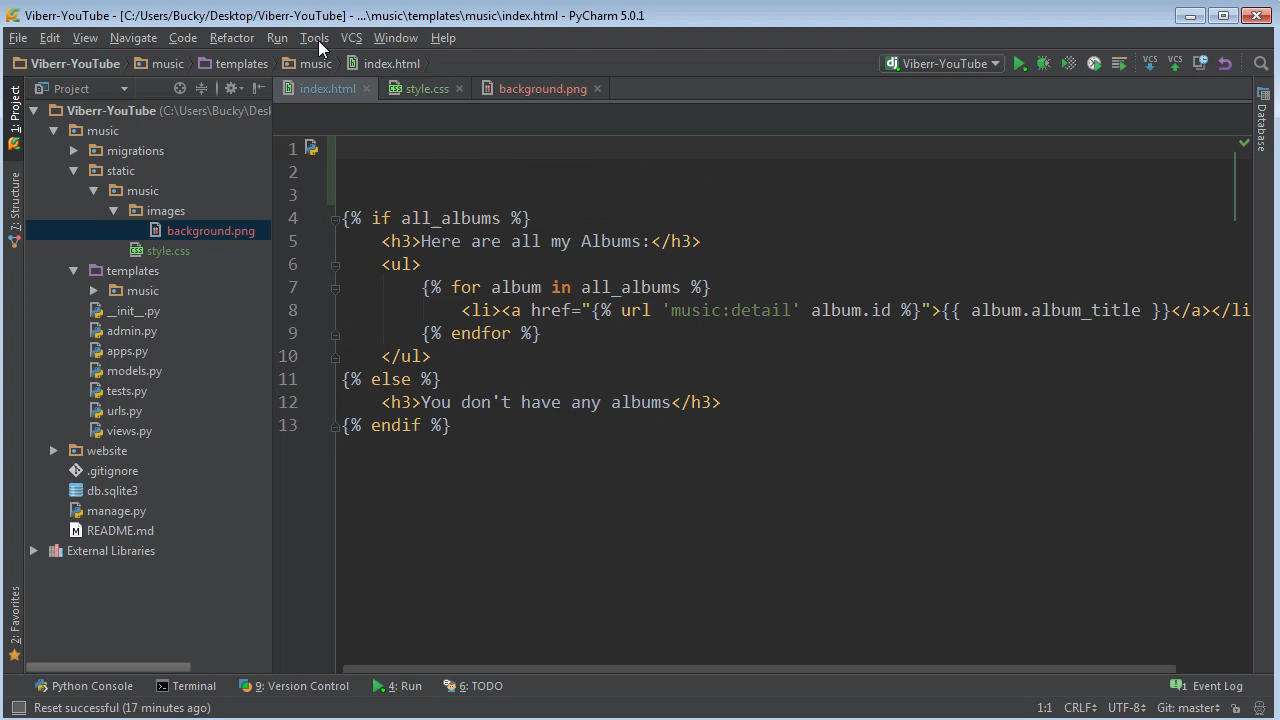 Viberr-YouTube - [C:/Users/Bucky/Desktop/Viberr-YouTube] - ...\music\templates\music\index.html - PyCharm 5.0.1
File Edit View Navigate Code Refactor Run Tools VCS Window Help
Viberr-YouTube music templates music index.html Viberr-YouTube VCS VCS
Project index.html style.css background.png
1: Project
7: Structure
2: Favorites
Database
Viberr-YouTube (C:\Users\Bucky\Desk
music
migrations
static
music
images
background.png
style.css
templates
music
__init__.py
admin.py
apps.py
models.py
tests.py
urls.py
views.py
website
.gitignore
db.sqlite3
manage.py
README.md
External Libraries
1
2
3
4 {% if all_albums %}
5 <h3>Here are all my Albums:</h3>
6 <ul>
7 {% for album in all_albums %}
8 <li><a href="{% url 'music:detail' album.id %}">{{ album.album_title }}</a></li
9 {% endfor %}
10 </ul>
11 {% else %}
12 <h3>You don't have any albums</h3>
13 {% endif %}
Python Console Terminal 9: Version Control 4: Run 6: TODO 1 Event Log
Reset successful (17 minutes ago) 1:1 CRLF UTF-8 Git: master